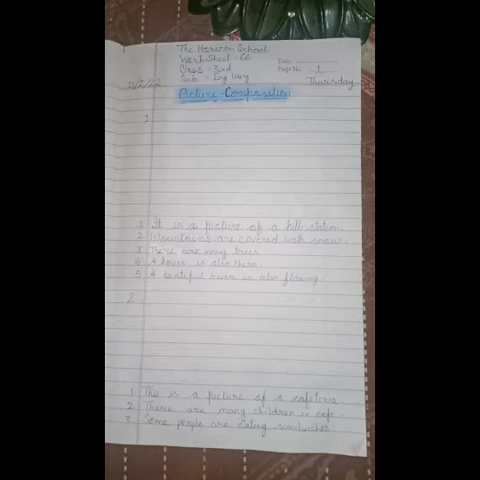 The Horizon School
Work Sheet - 66
Date
Class - 3rd
Page No. 1
Sub - Eng lang
Thursday
Picture Composition
1
1 It is a picture of a hill station.
2 Mountains are covered with snow.
3 There are many trees
4 A house is also there.
5 A beatiful river is also flowing
2
1 This is a picture of a cafeteria
2 There are many children in cafe.
3 Some people are eating sandwiches